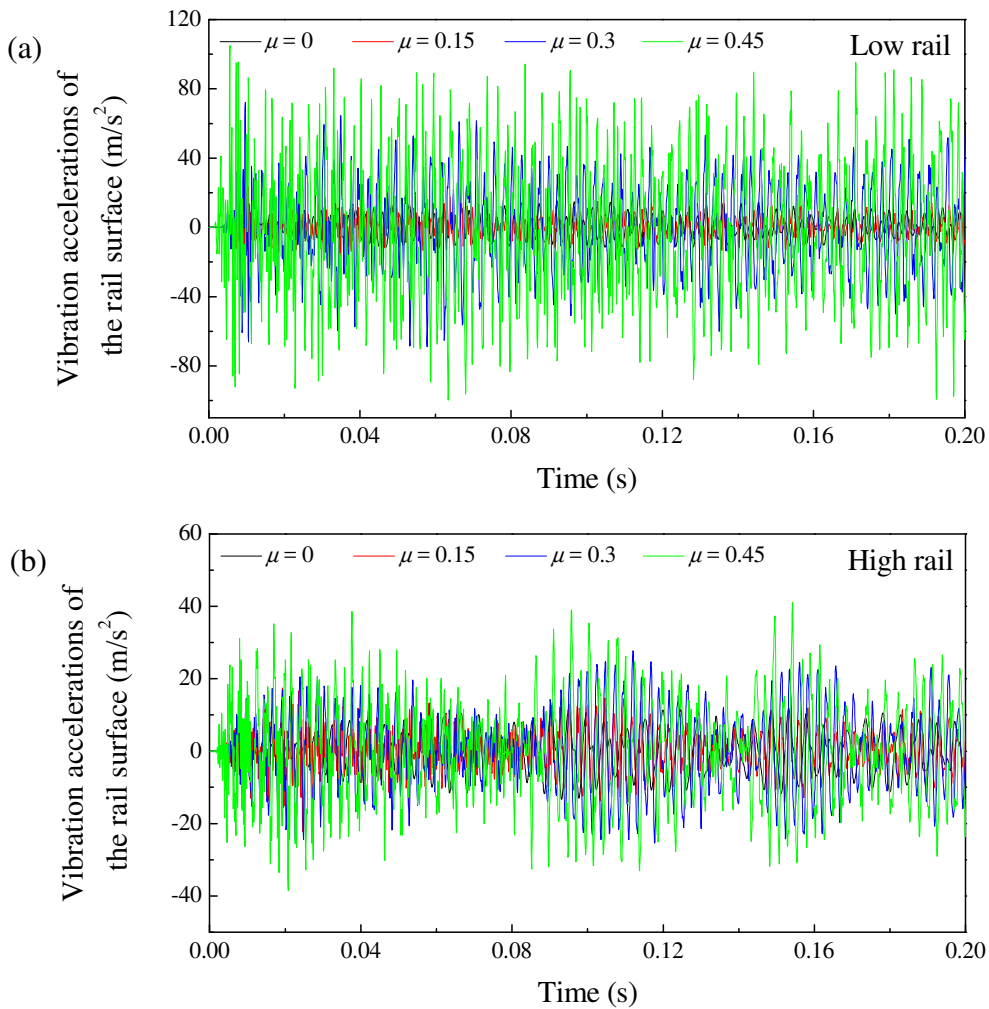 (a)
μ = 0 μ = 0.15 μ = 0.3 μ = 0.45 Low rail
Vibration accelerations of
the rail surface (m/s²)
120
80
40
0
-40
-80
0.00 0.04 0.08 0.12 0.16 0.20
Time (s)
(b)
μ = 0 μ = 0.15 μ = 0.3 μ = 0.45 High rail
Vibration accelerations of
the rail surface (m/s²)
60
40
20
0
-20
-40
0.00 0.04 0.08 0.12 0.16 0.20
Time (s)